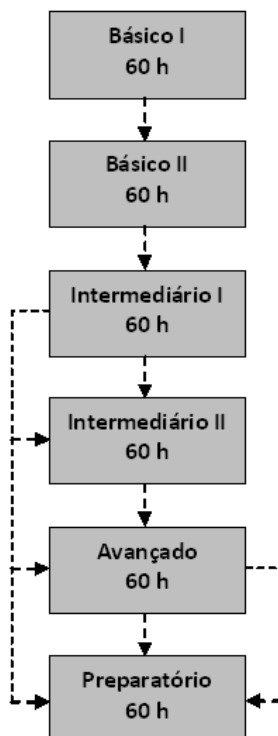 Básico I
60 h
Básico II
60 h
Intermediário I
60 h
Intermediário II
60 h
Avançado
60 h
Preparatório
60 h